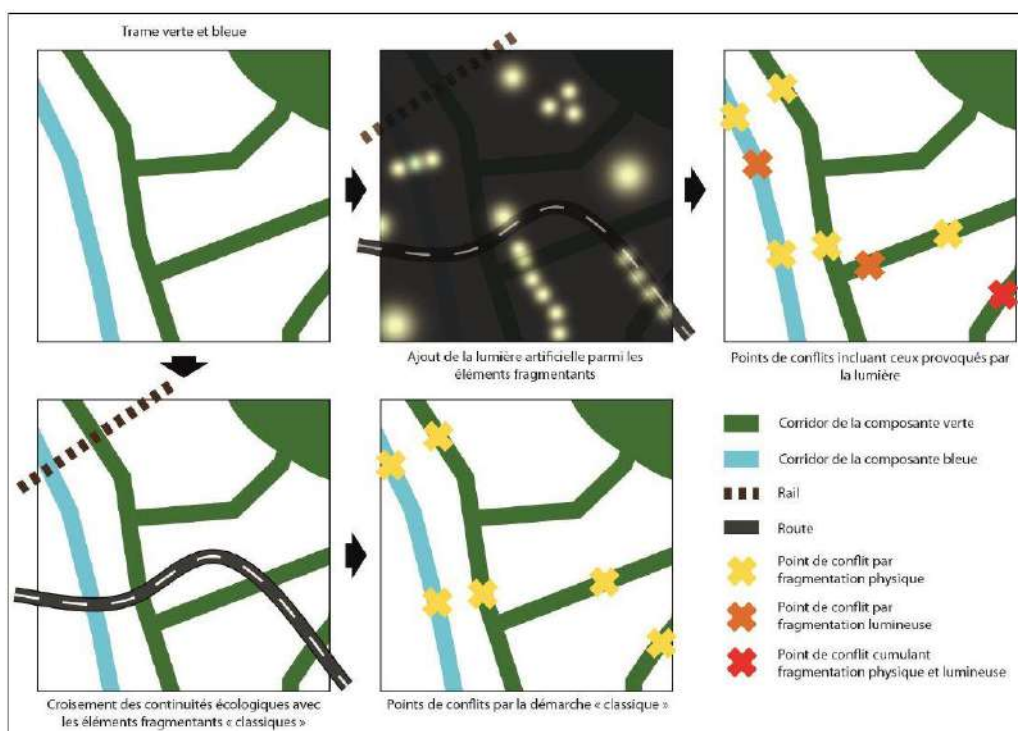 Trame verte et bleue
Ajout de la lumière artificielle parmi les
éléments fragmentants
Points de conflits incluant ceux provoqués par
la lumière
Croisement des continuités écologiques avec
les éléments fragmentants « classiques »
Points de conflits par la démarche « classique »
Corridor de la composante verte
Corridor de la composante bleue
Rail
Route
Point de conflit par
fragmentation physique
Point de conflit par
fragmentation lumineuse
Point de conflit cumulant
fragmentation physique et lumineuse